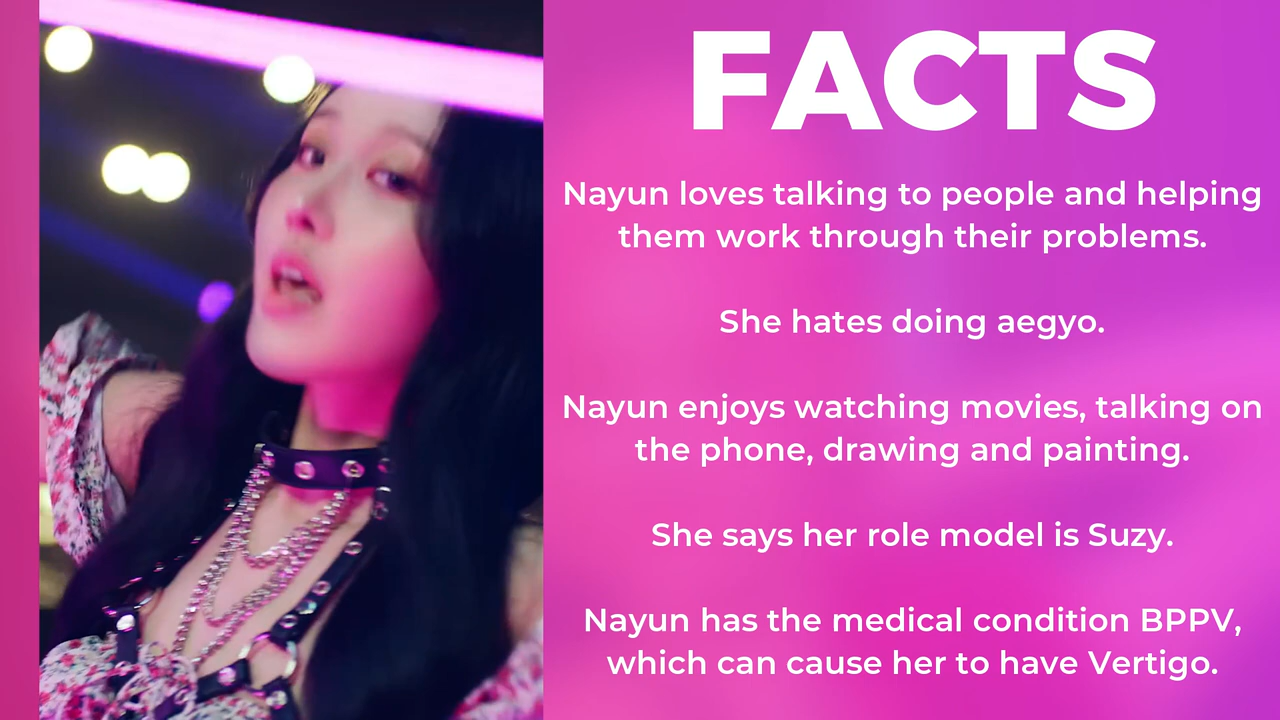 FACTS
Nayun loves talking to people and helping
them work through their problems.
She hates doing aegyo.
Nayun enjoys watching movies, talking on
the phone, drawing and painting.
She says her role model is Suzy.
Nayun has the medical condition BPPV,
which can cause her to have Vertigo.